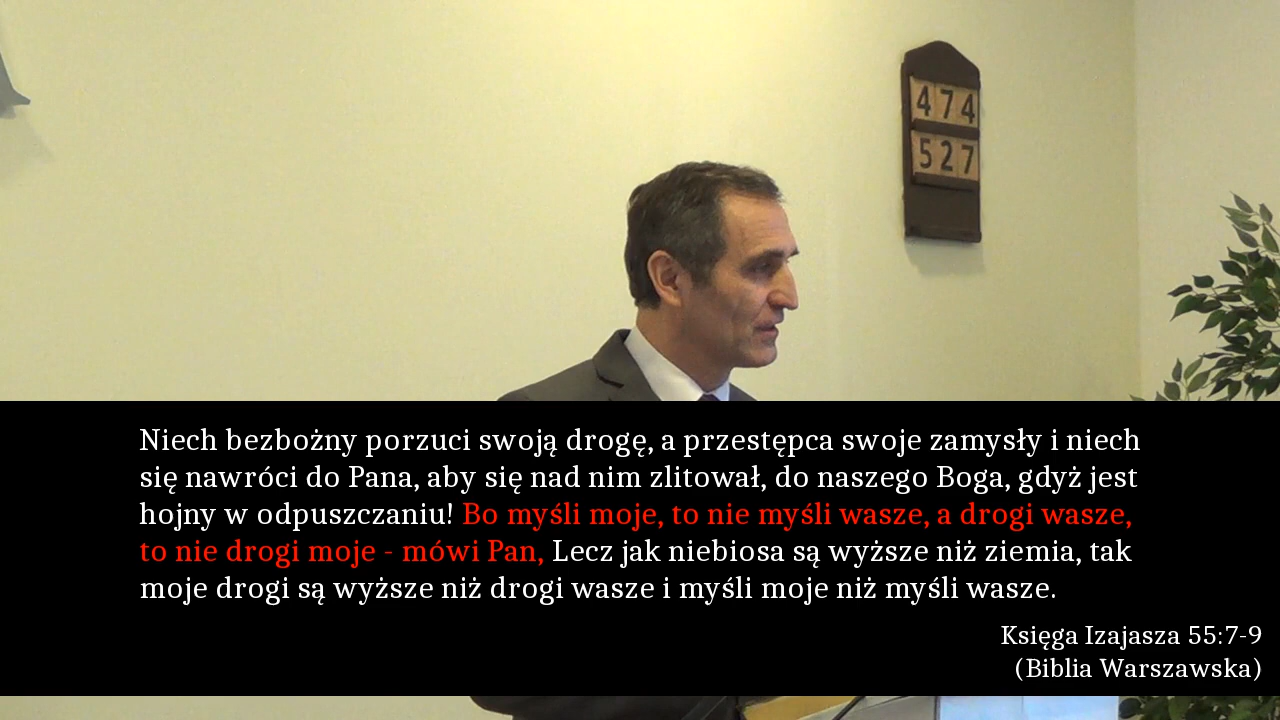 474
527
Niech bezbożny porzuci swoją drogę, a przestępca swoje zamysły i niech
się nawróci do Pana, aby się nad nim zlitował, do naszego Boga, gdyż jest
hojny w odpuszczaniu! Bo myśli moje, to nie myśli wasze, a drogi wasze,
to nie drogi moje - mówi Pan, Lecz jak niebiosa są wyższe niż ziemia, tak
moje drogi są wyższe niż drogi wasze i myśli moje niż myśli wasze.
Księga Izajasza 55:7-9
(Biblia Warszawska)